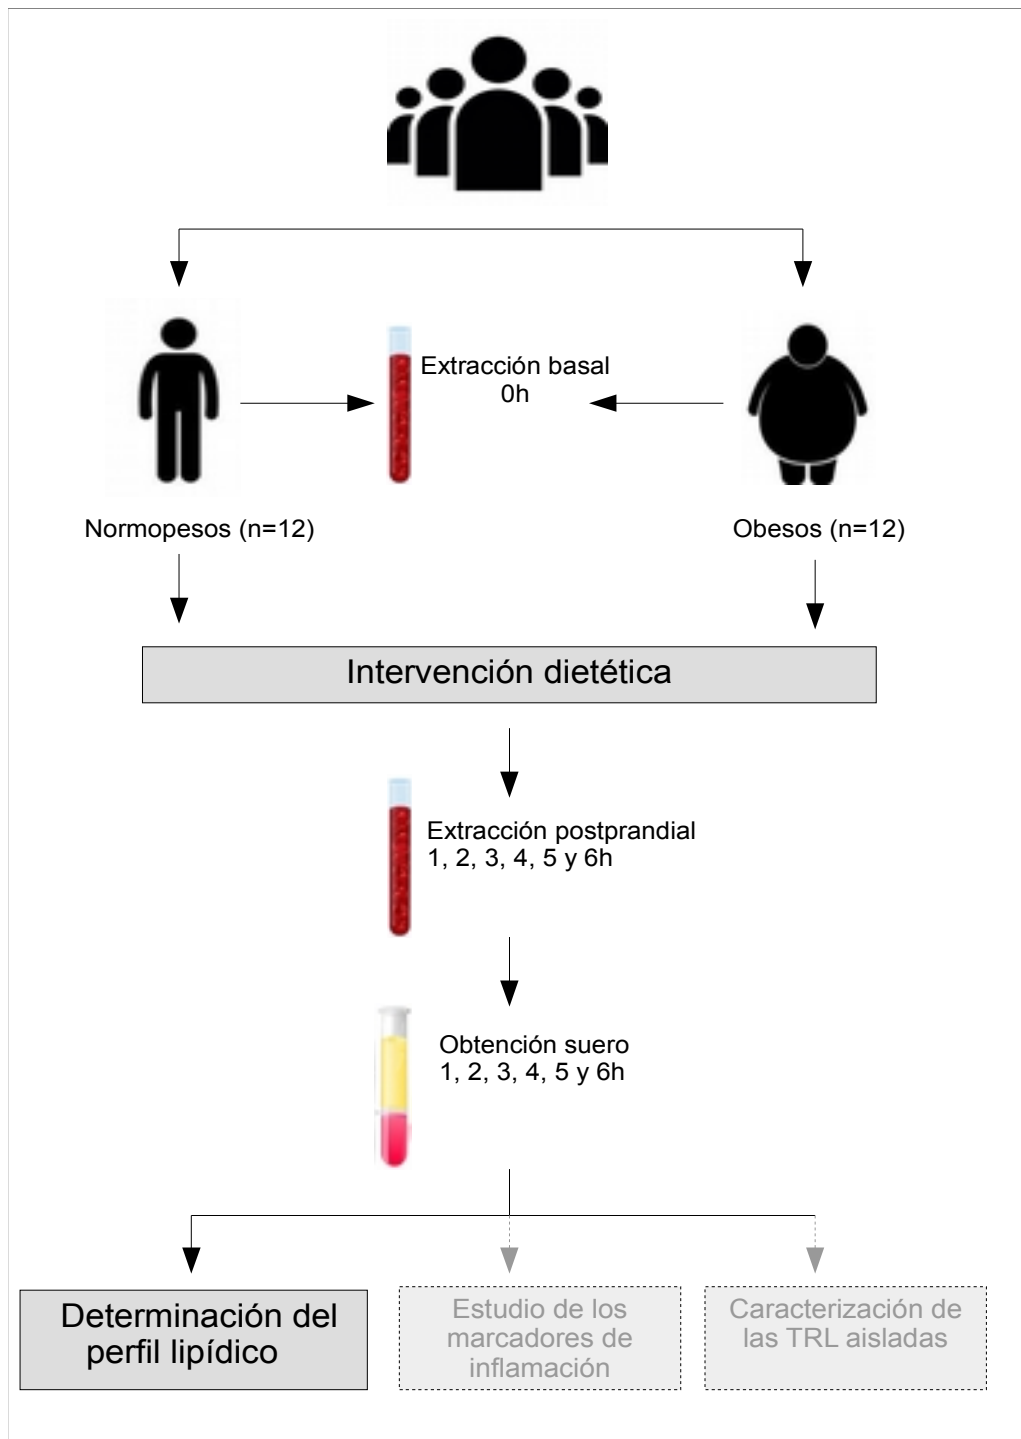 Extracción basal
0h
Normopesos (n=12)
Obesos (n=12)
Intervención dietética
Extracción postprandial
1, 2, 3, 4, 5 y 6h
Obtención suero
1, 2, 3, 4, 5 y 6h
Determinación del
perfil lipídico
Estudio de los
marcadores de
inflamación
Caracterización de
las TRL aisladas